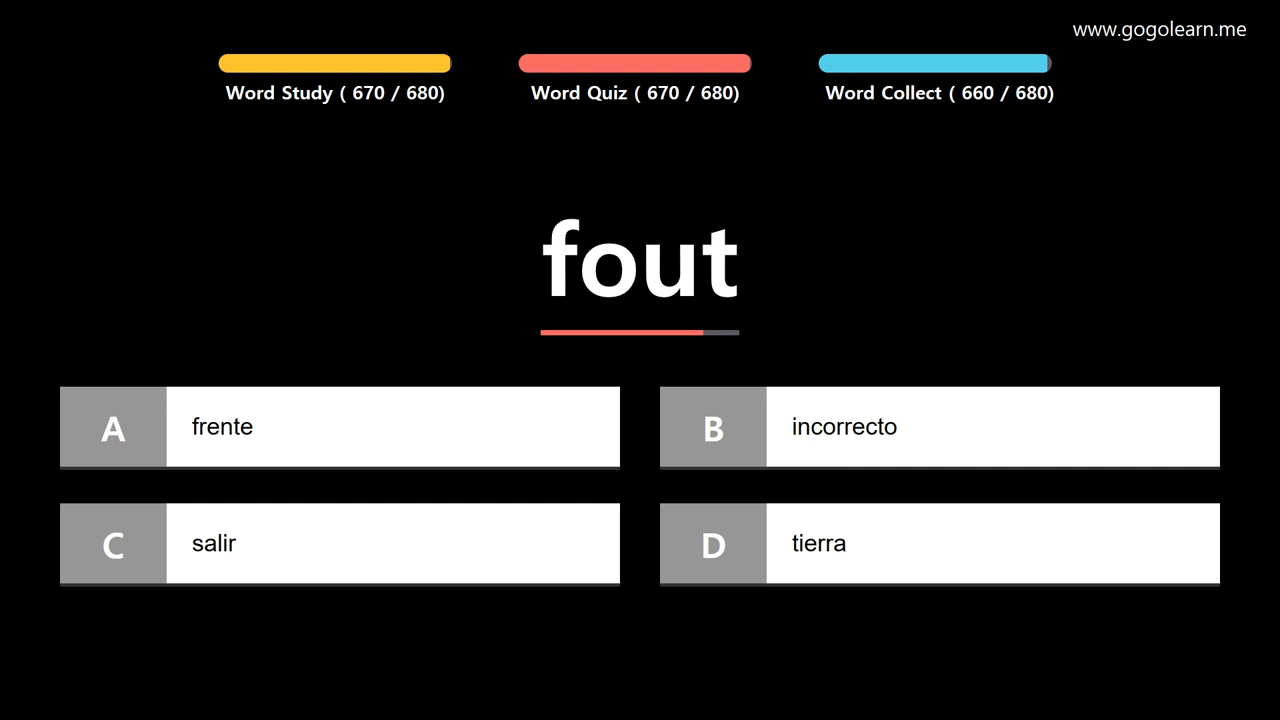 www.gogolearn.me
Word Study ( 670 / 680)
Word Quiz ( 670 / 680)
Word Collect ( 660 / 680)
fout
A frente
B incorrecto
C salir
D tierra